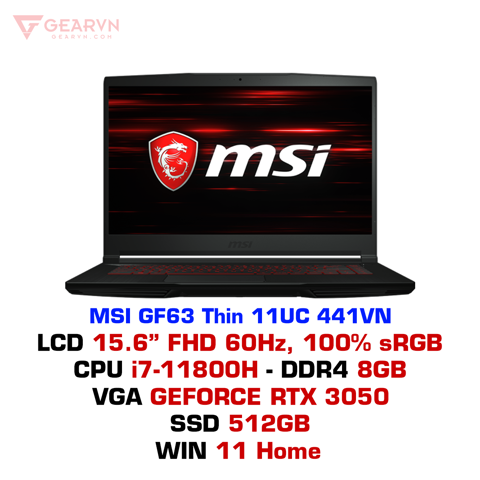 GEARVN
GEARVN.COM
msi
msi
MSI GF63 Thin 11UC 441VN
LCD 15.6” FHD 60Hz, 100% sRGB
CPU i7-11800H - DDR4 8GB
VGA GEFORCE RTX 3050
SSD 512GB
WIN 11 Home